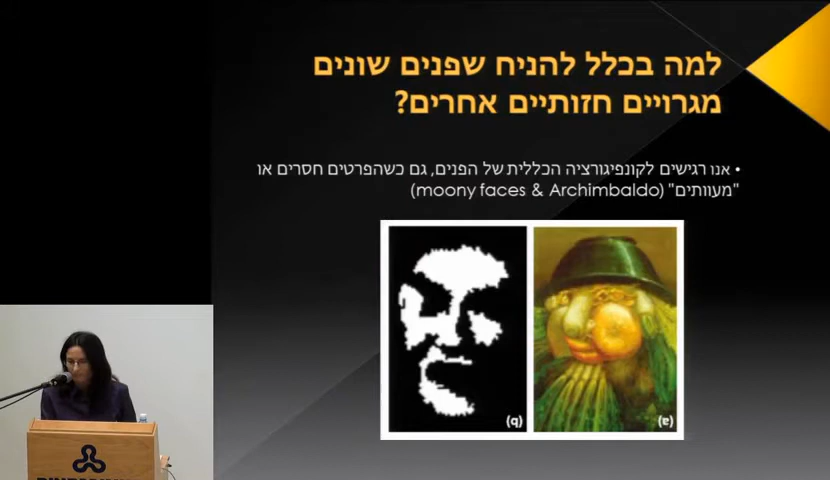 למה בכלל להניח שפנים שונים
מגרויים חזותיים אחרים?
• אנו רגישים לקונפיגורציה הכללית של הפנים, גם כשהפרטים חסרים או
"מעוותים" (moony faces & Archimbaldo)
(b)
(a)